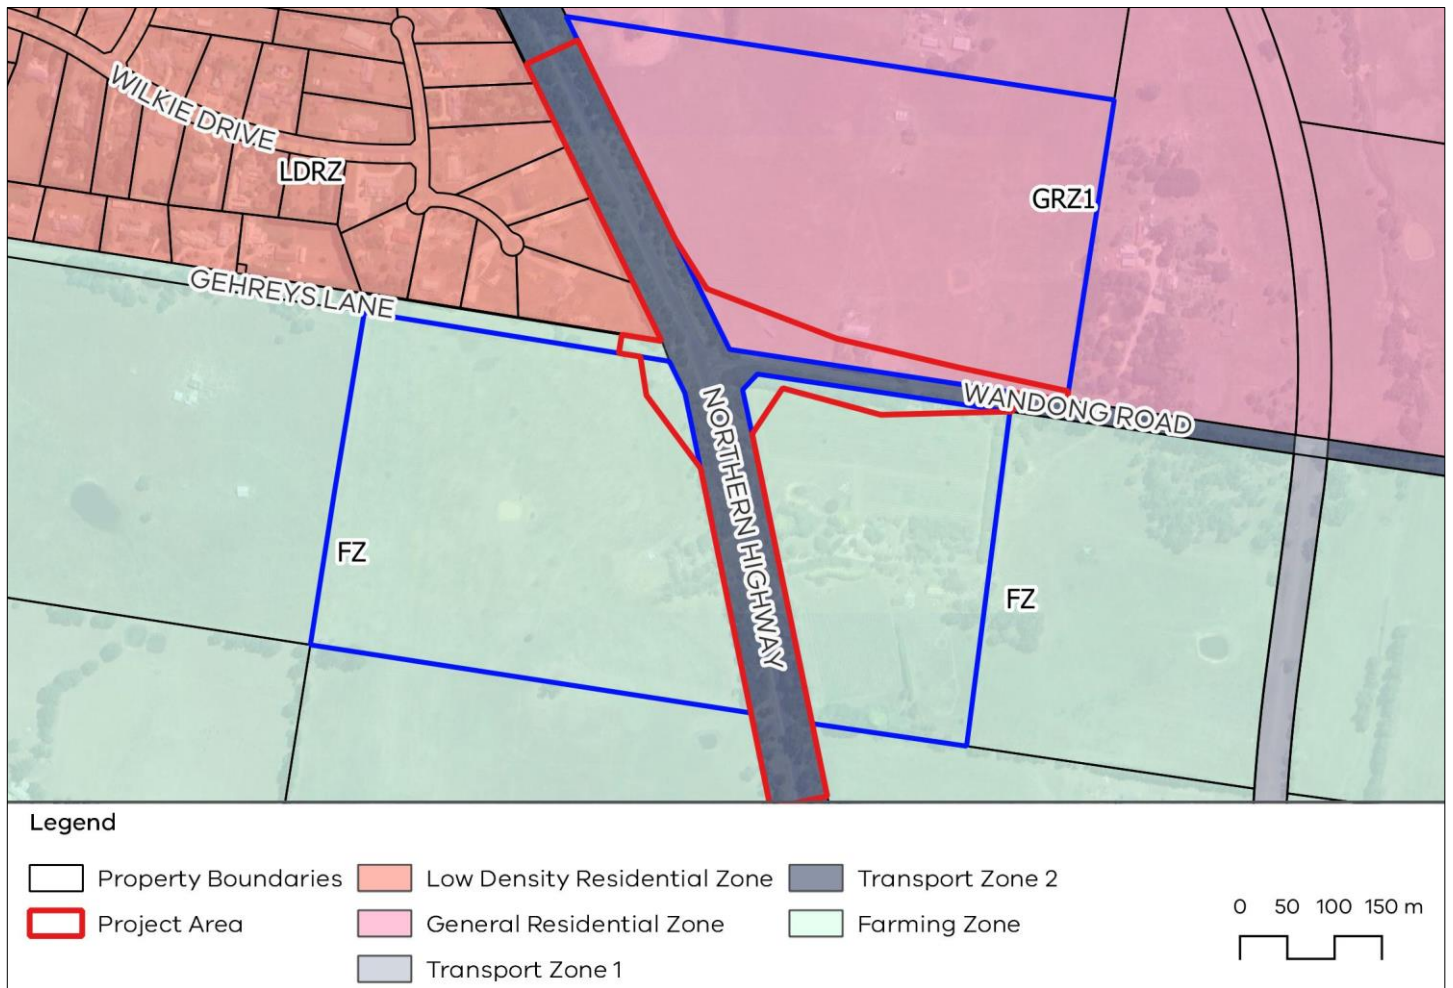 WILKIE DRIVE
LDRZ
GRZ1
GEHREYS LANE
WANDONG ROAD
NORTHERN HIGHWAY
FZ
FZ
Legend
Property Boundaries
Low Density Residential Zone
Transport Zone 2
Project Area
General Residential Zone
Farming Zone
Transport Zone 1
0 50 100 150 m